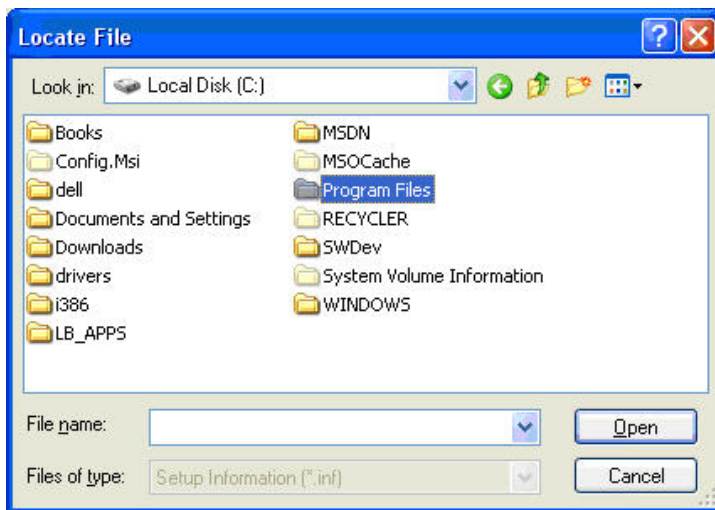 Locate File
Look in: Local Disk (C:)
Books
Config.Msi
dell
Documents and Settings
Downloads
drivers
i386
LB_APPS
MSDN
MSOCache
Program Files
RECYCLER
SWDev
System Volume Information
WINDOWS
File name:
Open
Files of type: Setup Information (*.inf)
Cancel